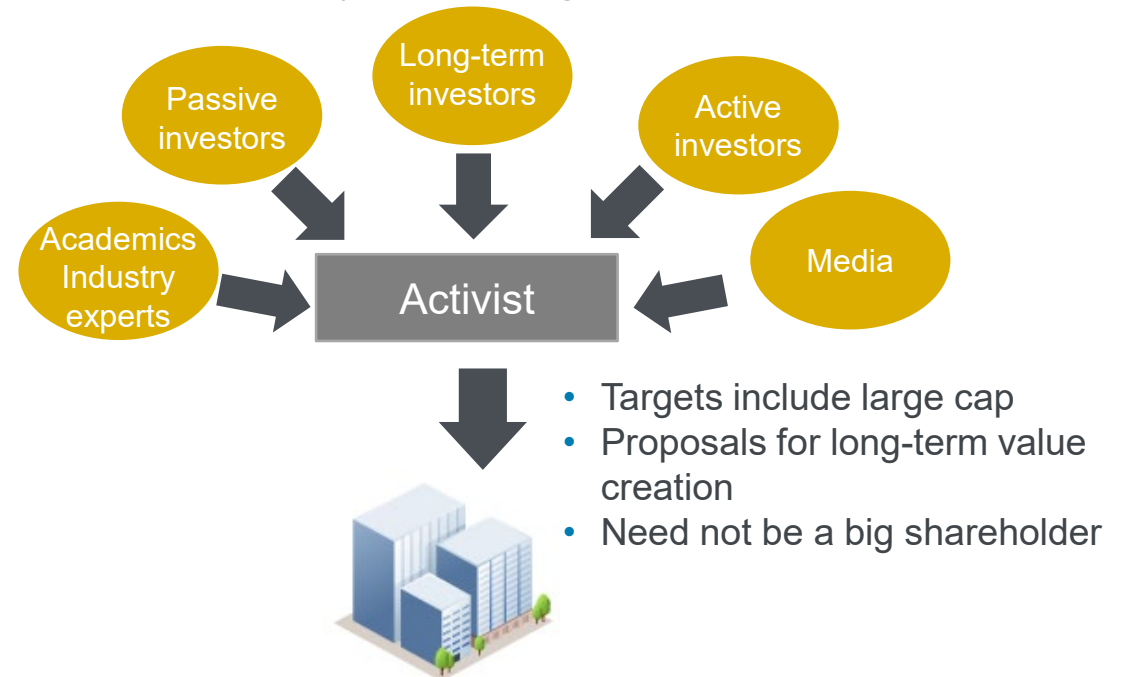 Long-term
investors
Passive
investors
Active
investors
Academics
Industry
experts
Media
Activist
• Targets include large cap
• Proposals for long-term value
creation
• Need not be a big shareholder